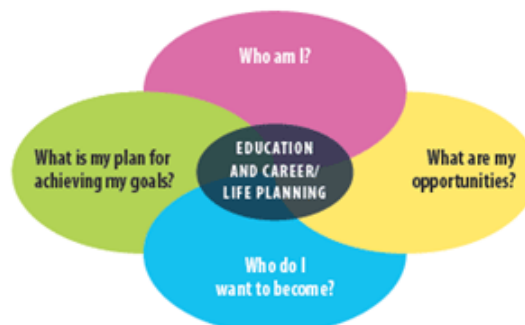 Who am I?
What is my plan for
achieving my goals?
EDUCATION
AND CAREER/
LIFE PLANNING
What are my
opportunities?
Who do I
want to become?